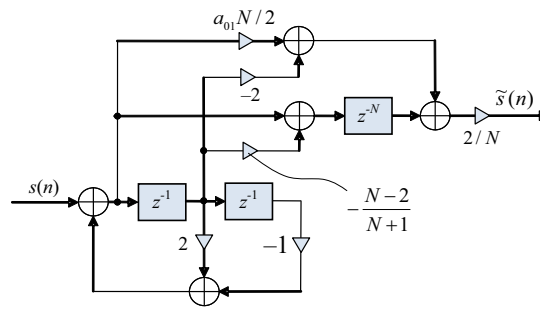 a₀₁N/2
−2
s̃(n)
z⁻ᴺ
2/N
s(n)
z⁻¹
z⁻¹
−(N−2)/(N+1)
2
−1